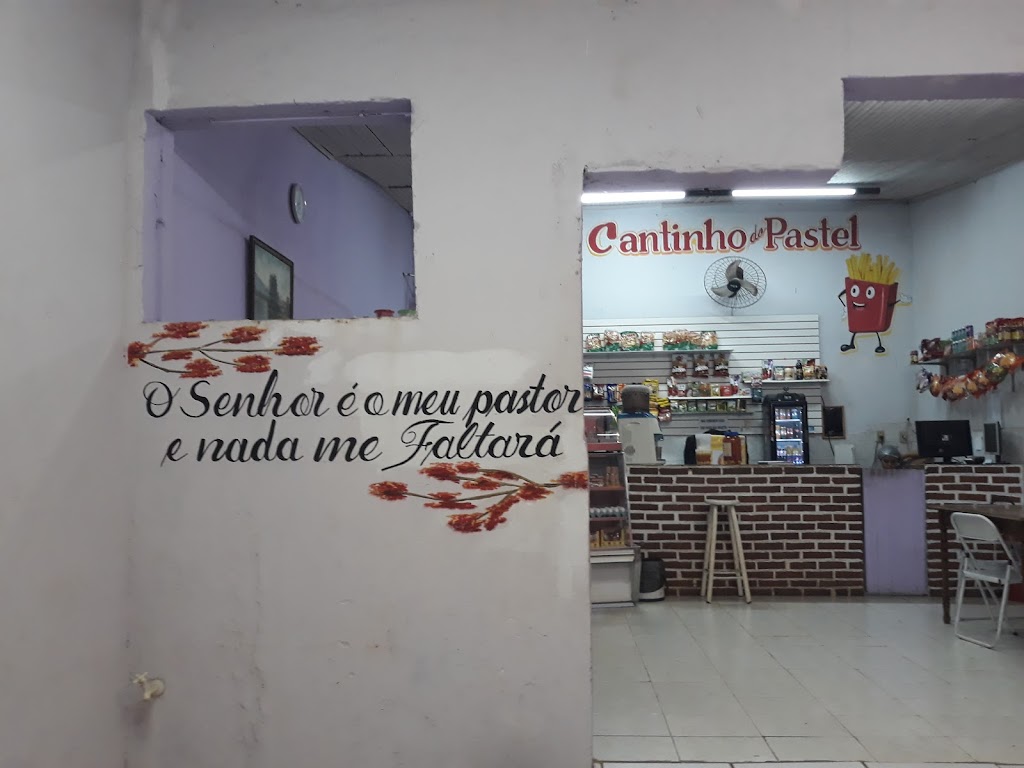 Cantinho do Pastel
O Senhor é o meu pastor
e nada me Faltará